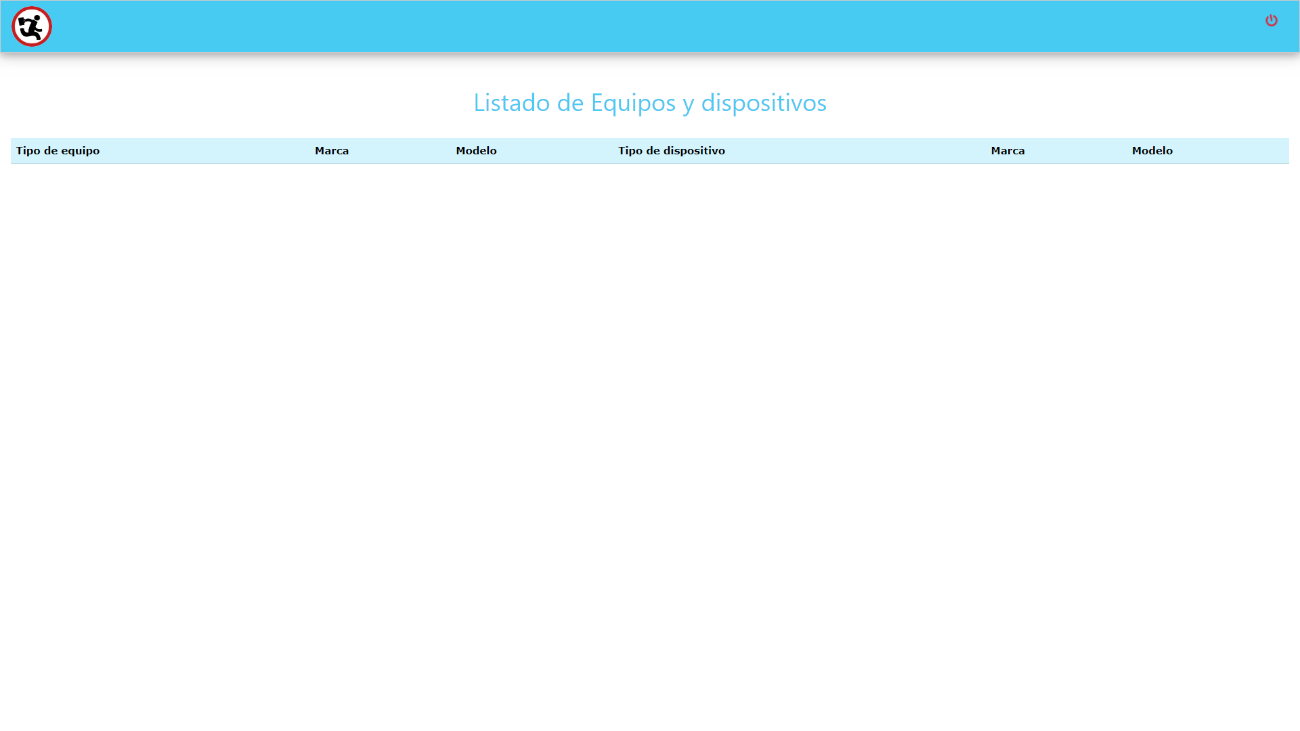 Listado de Equipos y dispositivos
Tipo de equipo Marca Modelo Tipo de dispositivo Marca Modelo